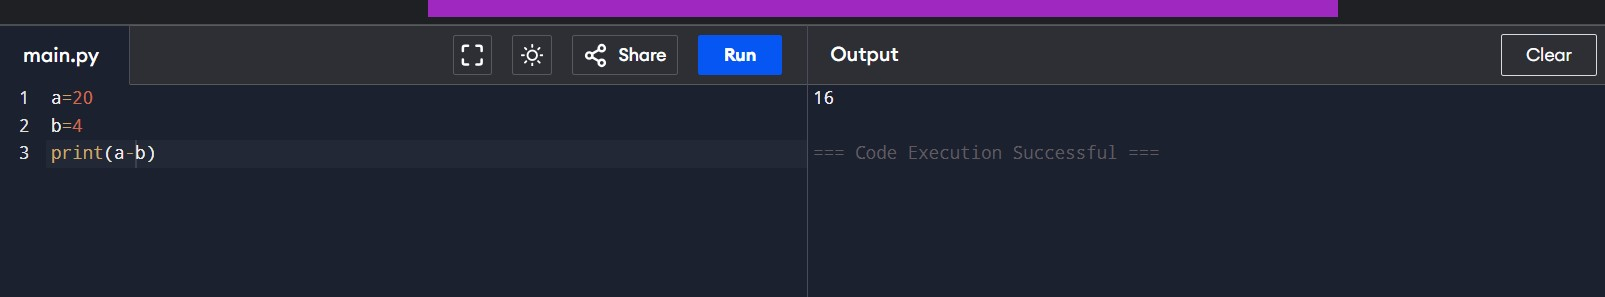 main.py Share Run Output Clear
1 a=20
2 b=4
3 print(a-b)
16
=== Code Execution Successful ===